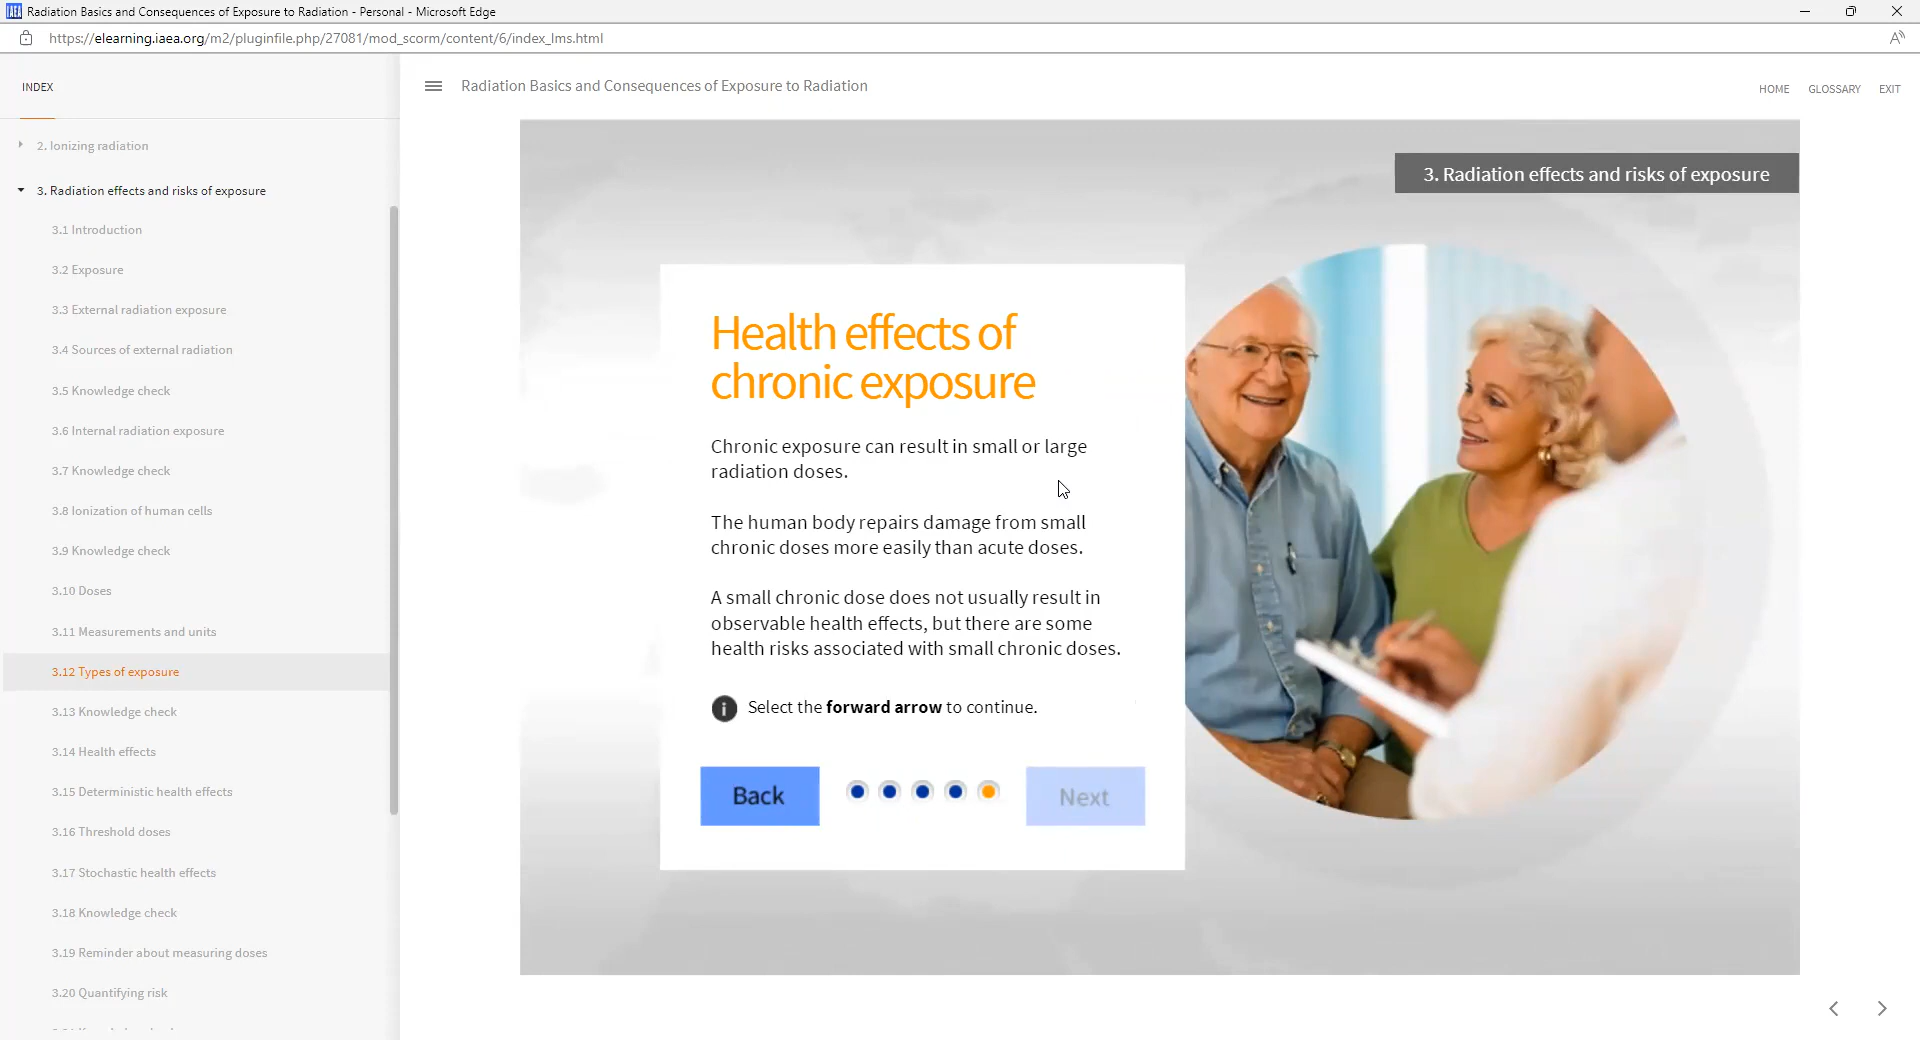 IAEA Radiation Basics and Consequences of Exposure to Radiation - Personal - Microsoft Edge
https://elearning.iaea.org/m2/pluginfile.php/27081/mod_scorm/content/6/index_lms.html
INDEX
2. Ionizing radiation
3. Radiation effects and risks of exposure
3.1 Introduction
3.2 Exposure
3.3 External radiation exposure
3.4 Sources of external radiation
3.5 Knowledge check
3.6 Internal radiation exposure
3.7 Knowledge check
3.8 Ionization of human cells
3.9 Knowledge check
3.10 Doses
3.11 Measurements and units
3.12 Types of exposure
3.13 Knowledge check
3.14 Health effects
3.15 Deterministic health effects
3.16 Threshold doses
3.17 Stochastic health effects
3.18 Knowledge check
3.19 Reminder about measuring doses
3.20 Quantifying risk
Radiation Basics and Consequences of Exposure to Radiation
HOME GLOSSARY EXIT
3. Radiation effects and risks of exposure
Health effects of
chronic exposure
Chronic exposure can result in small or large
radiation doses.
The human body repairs damage from small
chronic doses more easily than acute doses.
A small chronic dose does not usually result in
observable health effects, but there are some
health risks associated with small chronic doses.
i Select the forward arrow to continue.
Back Next